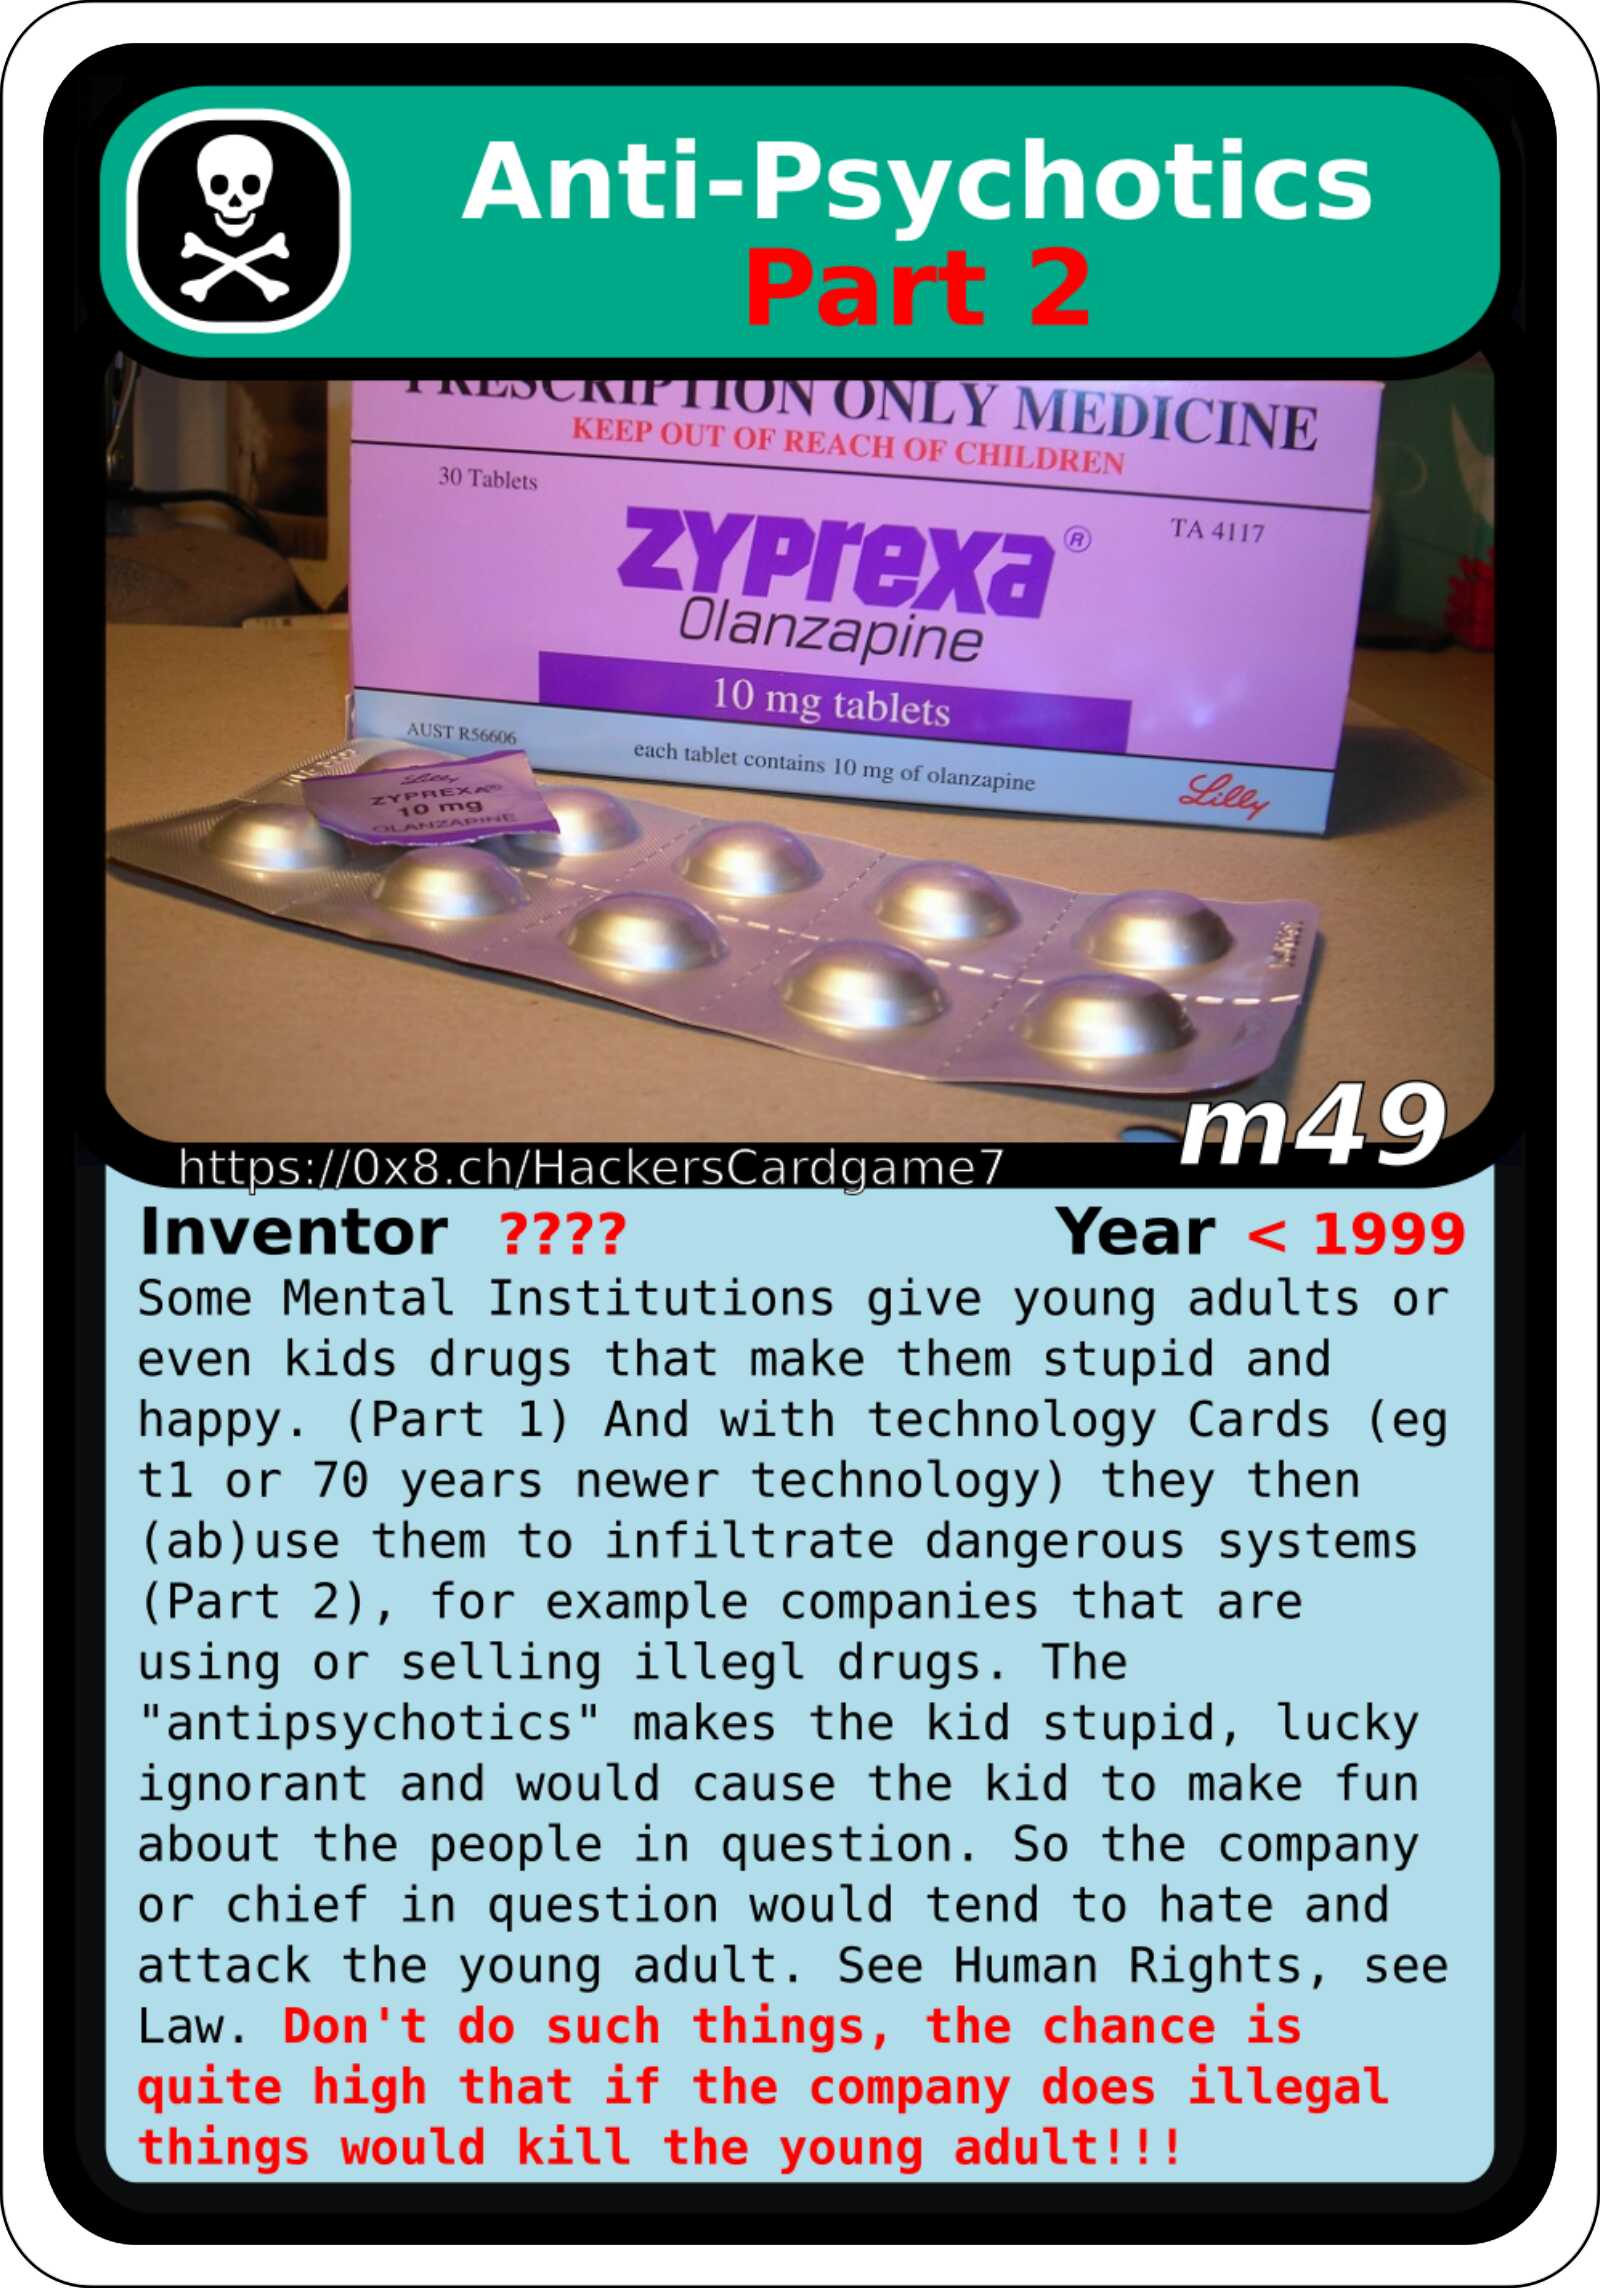 Anti-Psychotics
Part 2
PRESCRIPTION ONLY MEDICINE
KEEP OUT OF REACH OF CHILDREN
30 Tablets
TA 4117
zyprexa®
Olanzapine
10 mg tablets
AUST R56606
each tablet contains 10 mg of olanzapine
Lilly
Lilly
ZYPREXA®
10 mg
OLANZAPINE
m49
https://0x8.ch/HackersCardgame7
Inventor ???? Year < 1999
Some Mental Institutions give young adults or
even kids drugs that make them stupid and
happy. (Part 1) And with technology Cards (eg
t1 or 70 years newer technology) they then
(ab)use them to infiltrate dangerous systems
(Part 2), for example companies that are
using or selling illegl drugs. The
"antipsychotics" makes the kid stupid, lucky
ignorant and would cause the kid to make fun
about the people in question. So the company
or chief in question would tend to hate and
attack the young adult. See Human Rights, see
Law. Don't do such things, the chance is
quite high that if the company does illegal
things would kill the young adult!!!